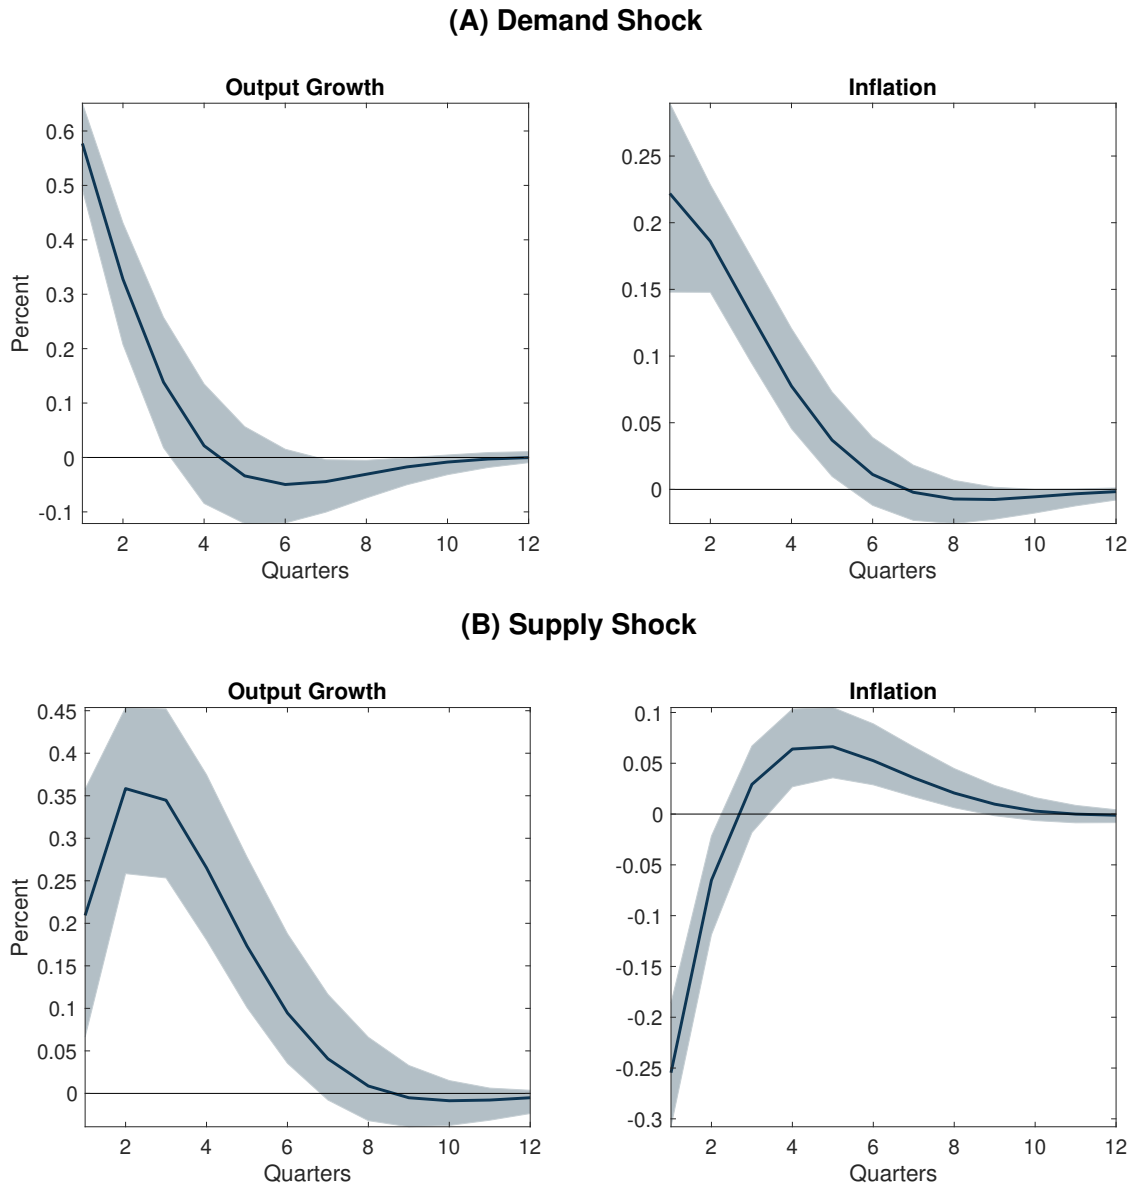 (A) Demand Shock
Output Growth
Percent
0.6
0.5
0.4
0.3
0.2
0.1
0
-0.1
2 4 6 8 10 12
Quarters
Inflation
0.25
0.2
0.15
0.1
0.05
0
2 4 6 8 10 12
Quarters
(B) Supply Shock
Output Growth
Percent
0.45
0.4
0.35
0.3
0.25
0.2
0.15
0.1
0.05
0
2 4 6 8 10 12
Quarters
Inflation
0.1
0.05
0
-0.05
-0.1
-0.15
-0.2
-0.25
-0.3
2 4 6 8 10 12
Quarters